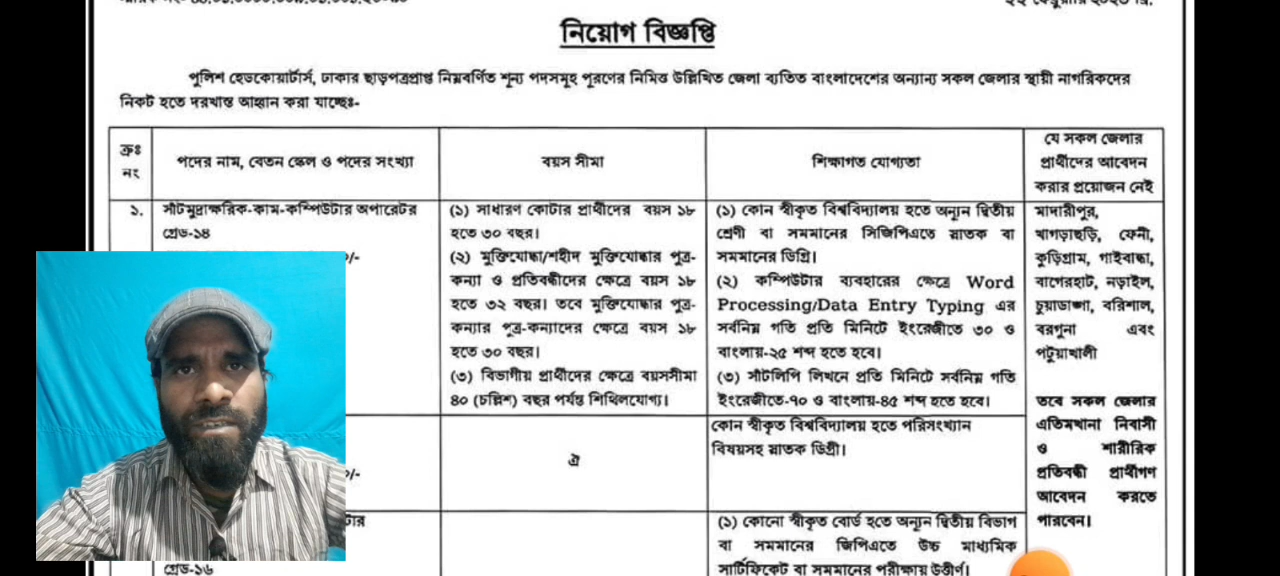 নিয়োগ বিজ্ঞপ্তি
পুলিশ হেডকোয়ার্টার্স, ঢাকার ছাড়পত্রপ্রাপ্ত নিম্নবর্ণিত শূন্য পদসমূহ পূরণের নিমিত্ত উল্লিখিত জেলা ব্যতিত বাংলাদেশের অন্যান্য সকল জেলার স্থায়ী নাগরিকদের
নিকট হতে দরখাস্ত আহ্বান করা যাচ্ছেঃ-
ক্রঃ
নং
পদের নাম, বেতন স্কেল ও পদের সংখ্যা
বয়স সীমা
শিক্ষাগত যোগ্যতা
যে সকল জেলার
প্রার্থীদের আবেদন
করার প্রয়োজন নেই
১.
সাঁটমুদ্রাক্ষরিক-কাম-কম্পিউটার অপারেটর
গ্রেড-১৪
/-
(১) সাধারণ কোটার প্রার্থীদের বয়স ১৮
হতে ৩০ বছর।
(২) মুক্তিযোদ্ধা/শহীদ মুক্তিযোদ্ধার পুত্র-
কন্যা ও প্রতিবন্ধীদের ক্ষেত্রে বয়স ১৮
হতে ৩২ বছর। তবে মুক্তিযোদ্ধার পুত্র-
কন্যার পুত্র-কন্যাদের ক্ষেত্রে বয়স ১৮
হতে ৩০ বছর।
(৩) বিভাগীয় প্রার্থীদের ক্ষেত্রে বয়সসীমা
৪০ (চল্লিশ) বছর পর্যন্ত শিথিলযোগ্য।
(১) কোন স্বীকৃত বিশ্ববিদ্যালয় হতে অন্যূন দ্বিতীয়
শ্রেণী বা সমমানের সিজিপিএতে স্নাতক বা
সমমানের ডিগ্রি।
(২) কম্পিউটার ব্যবহারের ক্ষেত্রে Word
Processing/Data Entry Typing এর
সর্বনিম্ন গতি প্রতি মিনিটে ইংরেজীতে ৩০ ও
বাংলায়-২৫ শব্দ হতে হবে।
(৩) সাঁটলিপি লিখনে প্রতি মিনিটে সর্বনিম্ন গতি
ইংরেজীতে-৭০ ও বাংলায়-৪৫ শব্দ হতে হবে।
মাদারীপুর,
খাগড়াছড়ি, ফেনী,
কুড়িগ্রাম, গাইবান্ধা,
বাগেরহাট, নড়াইল,
চুয়াডাঙ্গা, বরিশাল,
বরগুনা এবং
পটুয়াখালী
তবে সকল জেলার
এতিমখানা নিবাসী
ও শারীরিক
প্রতিবন্ধী প্রার্থীগণ
আবেদন করতে
পারবেন।
/-
ঐ
কোন স্বীকৃত বিশ্ববিদ্যালয় হতে পরিসংখ্যান
বিষয়সহ স্নাতক ডিগ্রী।
টার
গ্রেড-১৬
(১) কোনো স্বীকৃত বোর্ড হতে অন্যূন দ্বিতীয় বিভাগ
বা সমমানের জিপিএতে উচ্চ মাধ্যমিক
সার্টিফিকেট বা সমমানের পরীক্ষায় উত্তীর্ণ।